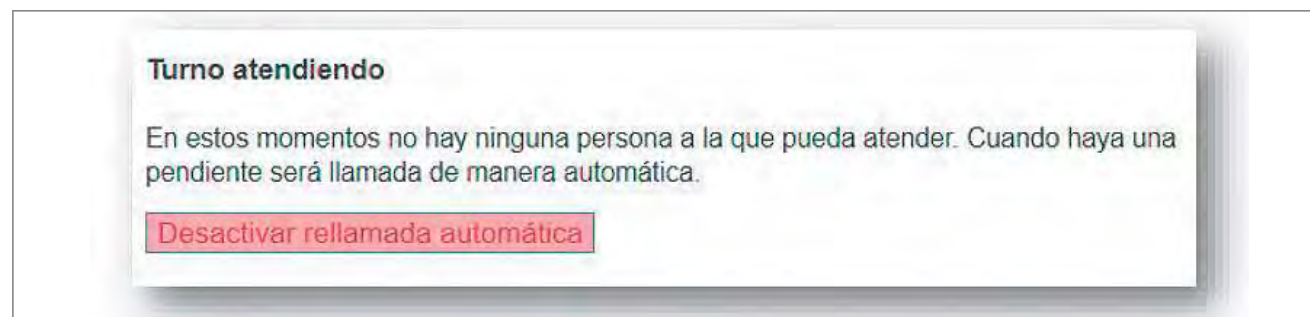 Turno atendiendo
En estos momentos no hay ninguna persona a la que pueda atender. Cuando haya una
pendiente será llamada de manera automática.
Desactivar rellamada automática